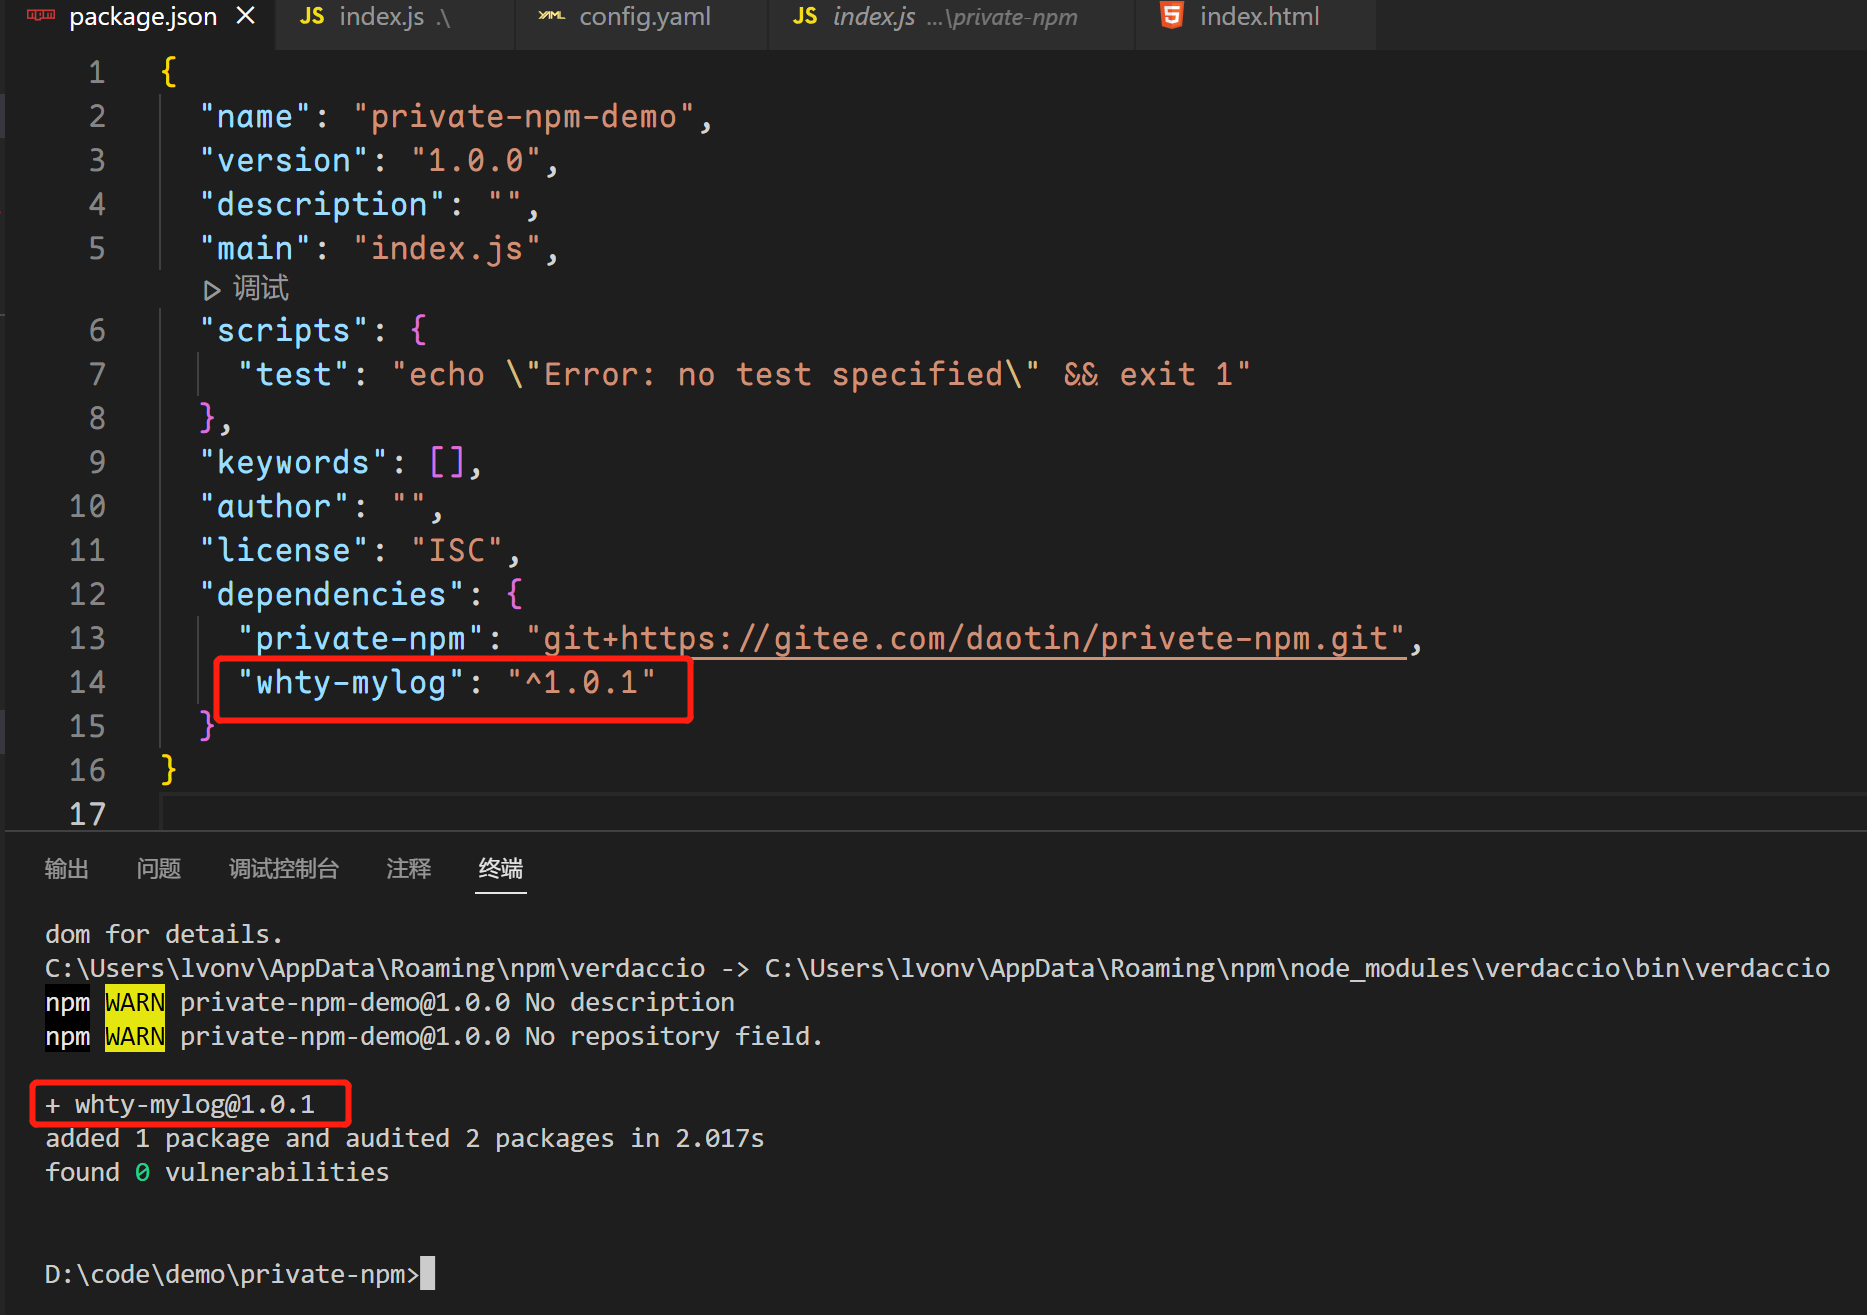 package.json × JS index.js .\ YAML config.yaml JS index.js ...\private-npm 5 index.html
1 {
2 "name": "private-npm-demo",
3 "version": "1.0.0",
4 "description": "",
5 "main": "index.js",
▷ 调试
6 "scripts": {
7 "test": "echo \"Error: no test specified\" && exit 1"
8 },
9 "keywords": [],
10 "author": "",
11 "license": "ISC",
12 "dependencies": {
13 "private-npm": "git+https://gitee.com/daotin/privete-npm.git",
14 "whty-mylog": "^1.0.1"
15 }
16 }
17
输出 问题 调试控制台 注释 终端
dom for details.
C:\Users\lvonv\AppData\Roaming\npm\verdaccio -> C:\Users\lvonv\AppData\Roaming\npm\node_modules\verdaccio\bin\verdaccio
npm WARN private-npm-demo@1.0.0 No description
npm WARN private-npm-demo@1.0.0 No repository field.
+ whty-mylog@1.0.1
added 1 package and audited 2 packages in 2.017s
found 0 vulnerabilities
D:\code\demo\private-npm>